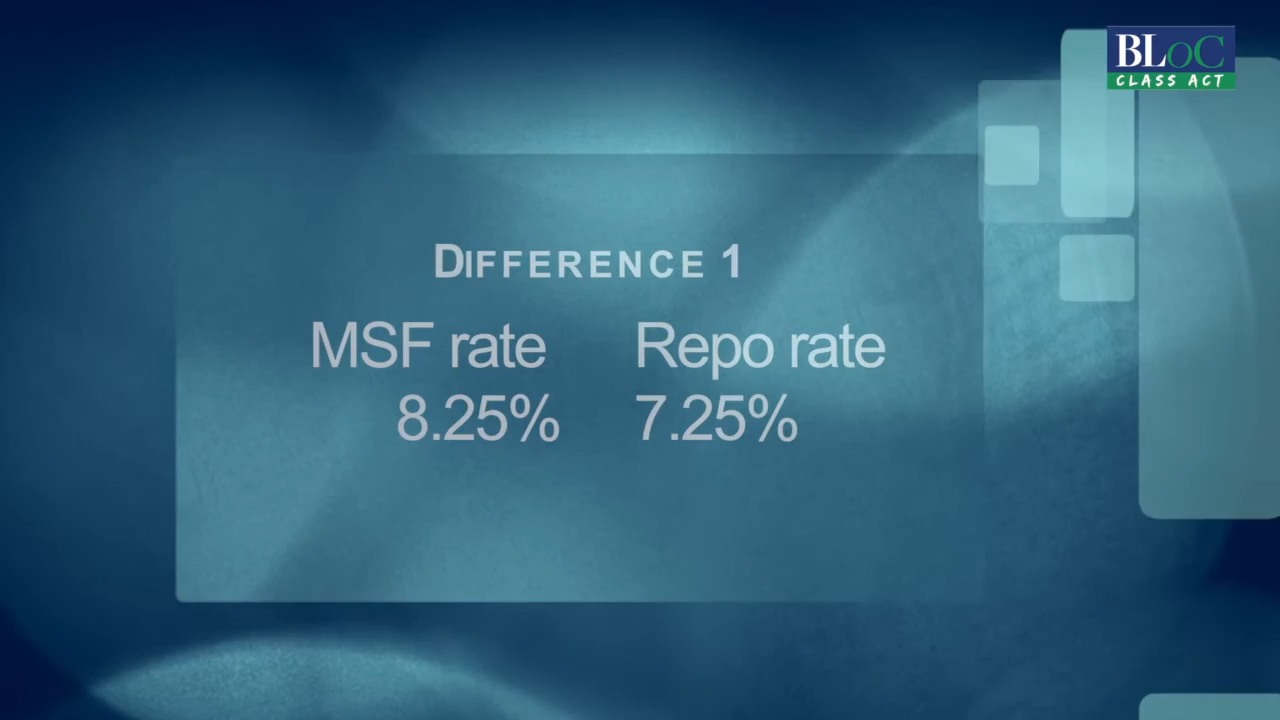 BLOC
CLASS ACT
DIFFERENCE 1
MSF rate Repo rate
8.25% 7.25%